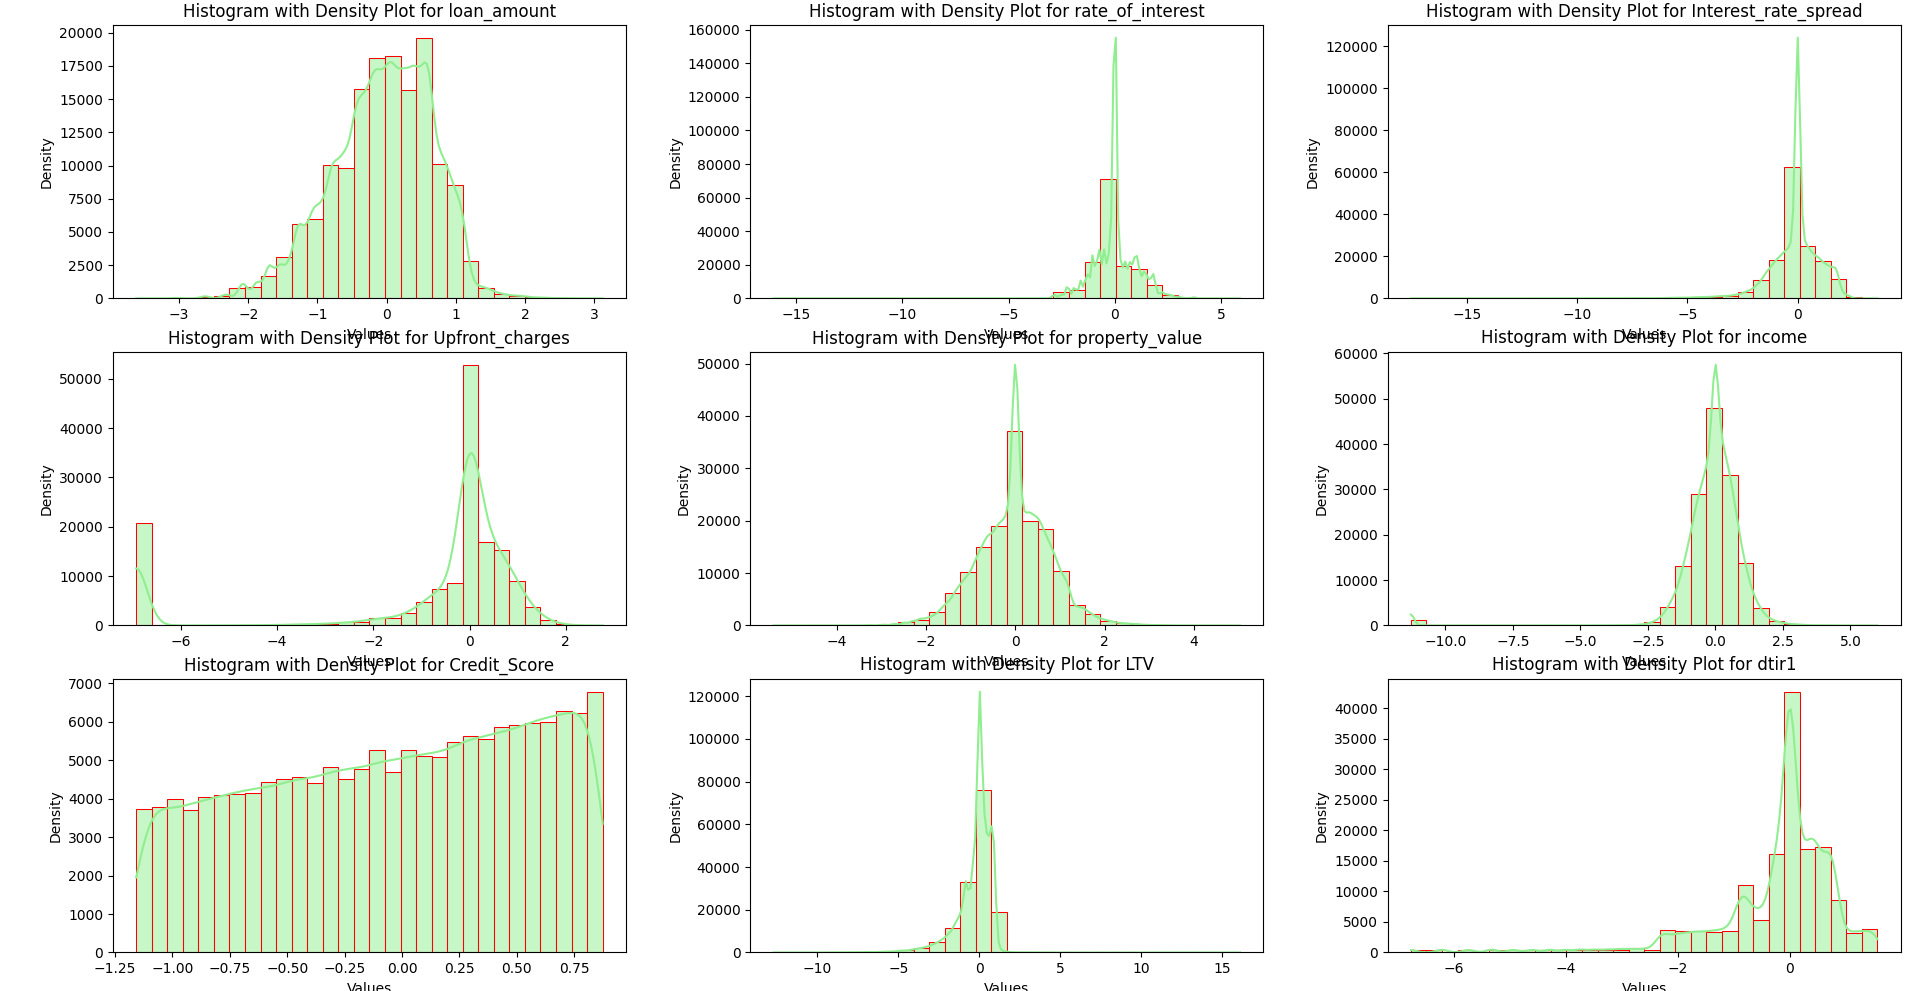 Histogram with Density Plot for loan_amount
20000
17500
15000
12500
10000
7500
5000
2500
0
Density
−3 −2 −1 0 1 2 3
Values
Histogram with Density Plot for rate_of_interest
160000
140000
120000
100000
80000
60000
40000
20000
0
Density
−15 −10 −5 0 5
Values
Histogram with Density Plot for Interest_rate_spread
120000
100000
80000
60000
40000
20000
0
Density
−15 −10 −5 0
Values
Histogram with Density Plot for Upfront_charges
50000
40000
30000
20000
10000
0
Density
−6 −4 −2 0 2
Values
Histogram with Density Plot for property_value
50000
40000
30000
20000
10000
0
Density
−4 −2 0 2 4
Values
Histogram with Density Plot for income
60000
50000
40000
30000
20000
10000
0
Density
−10.0 −7.5 −5.0 −2.5 0.0 2.5 5.0
Values
Histogram with Density Plot for Credit_Score
7000
6000
5000
4000
3000
2000
1000
0
Density
−1.25 −1.00 −0.75 −0.50 −0.25 0.00 0.25 0.50 0.75
Values
Histogram with Density Plot for LTV
120000
100000
80000
60000
40000
20000
0
Density
−10 −5 0 5 10 15
Values
Histogram with Density Plot for dtir1
40000
35000
30000
25000
20000
15000
10000
5000
0
Density
−6 −4 −2 0
Values